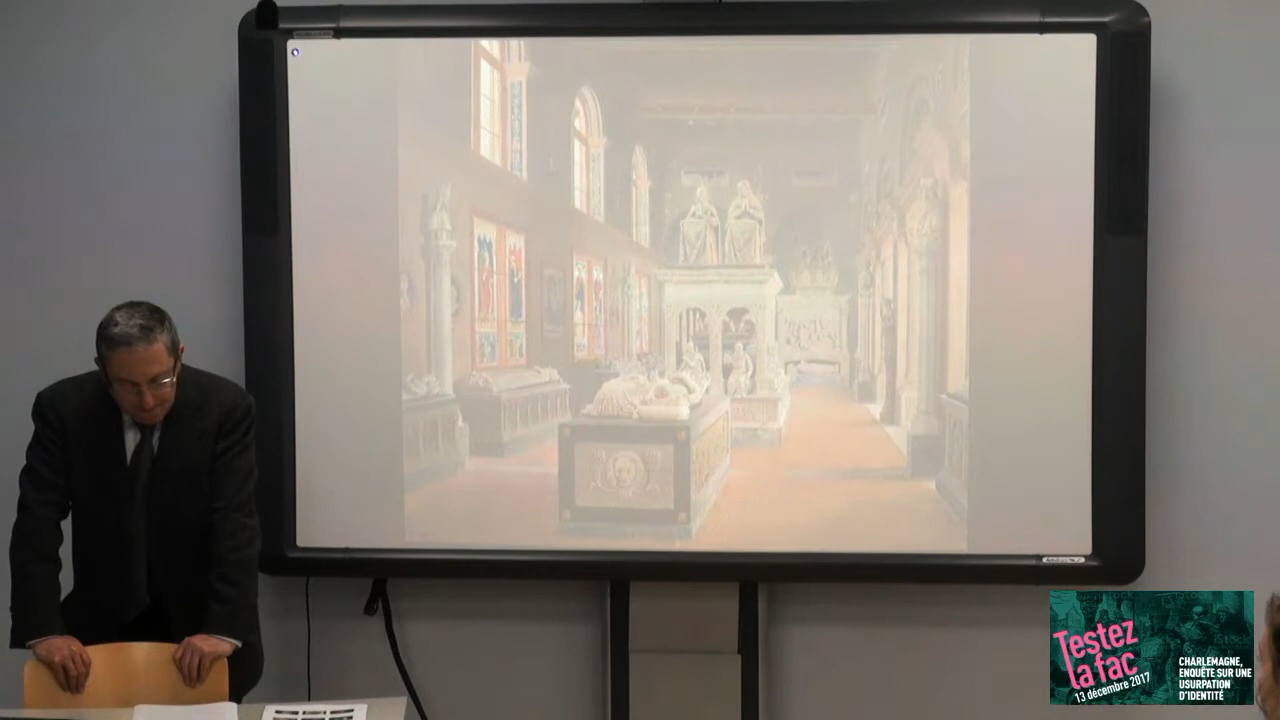 Testez
la fac
13 décembre 2017
CHARLEMAGNE,
ENQUÊTE SUR UNE
USURPATION
D'IDENTITÉ